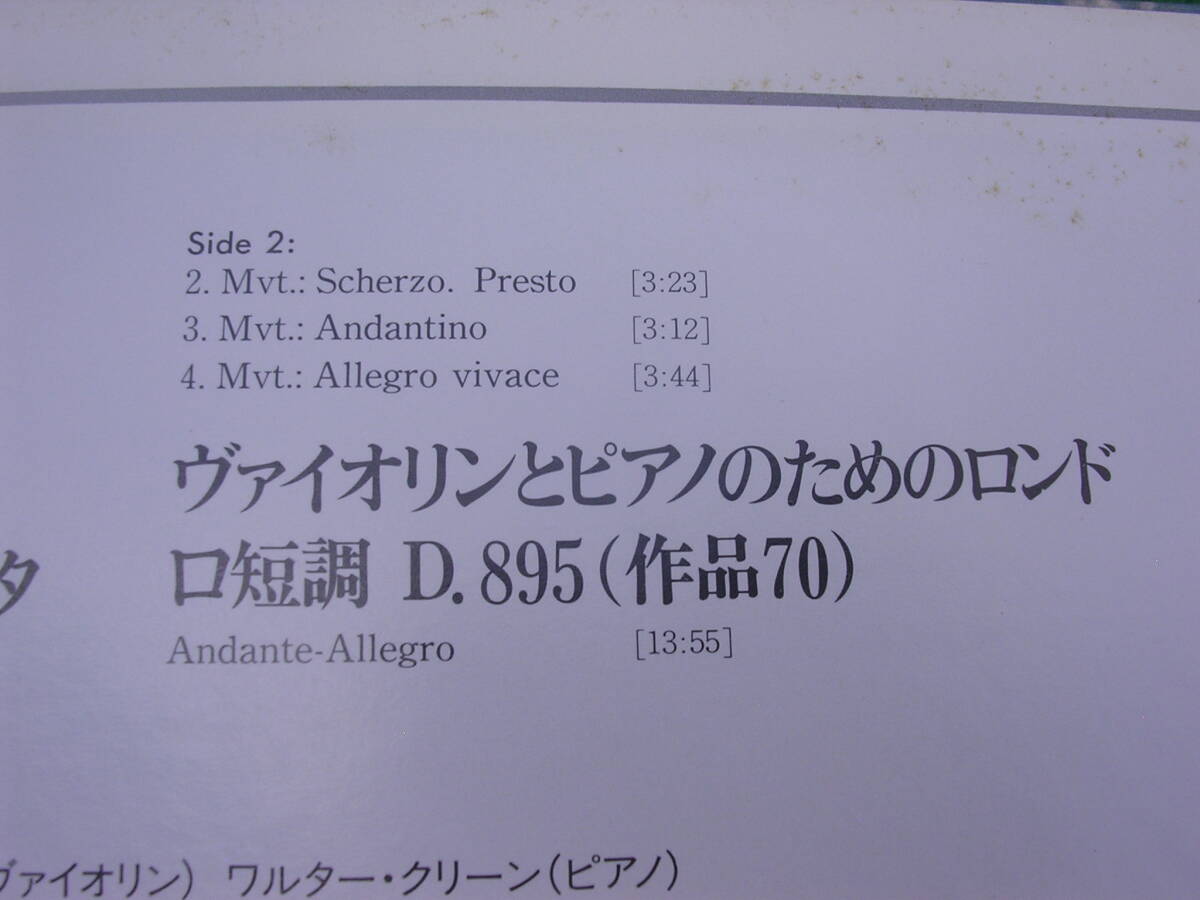 Side 2:
2. Mvt.: Scherzo. Presto [3:23]
3. Mvt.: Andantino [3:12]
4. Mvt.: Allegro vivace [3:44]
ヴァイオリンとピアノのためのロンド
ロ短調 D.895(作品70)
タ
Andante-Allegro [13:55]
ヴァイオリン) ワルター・クリーン(ピアノ)